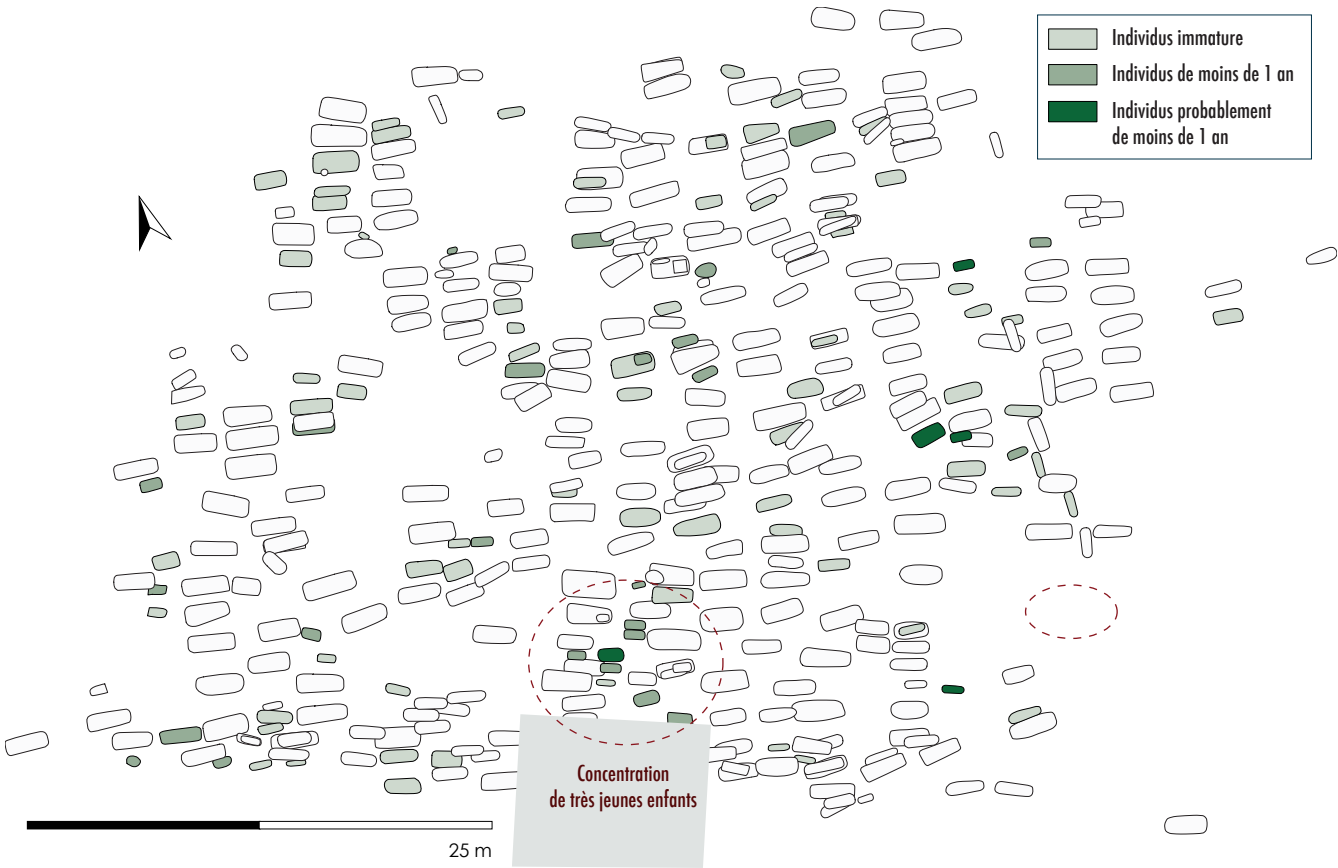 Individus immature
Individus de moins de 1 an
Individus probablement
de moins de 1 an
Concentration
de très jeunes enfants
25 m